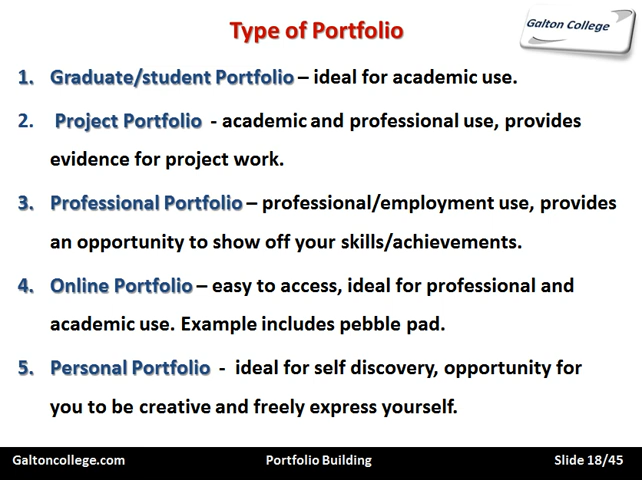 Type of Portfolio
Galton College
1. Graduate/student Portfolio – ideal for academic use.
2. Project Portfolio - academic and professional use, provides
evidence for project work.
3. Professional Portfolio – professional/employment use, provides
an opportunity to show off your skills/achievements.
4. Online Portfolio – easy to access, ideal for professional and
academic use. Example includes pebble pad.
5. Personal Portfolio - ideal for self discovery, opportunity for
you to be creative and freely express yourself.
Galtoncollege.com Portfolio Building Slide 18/45